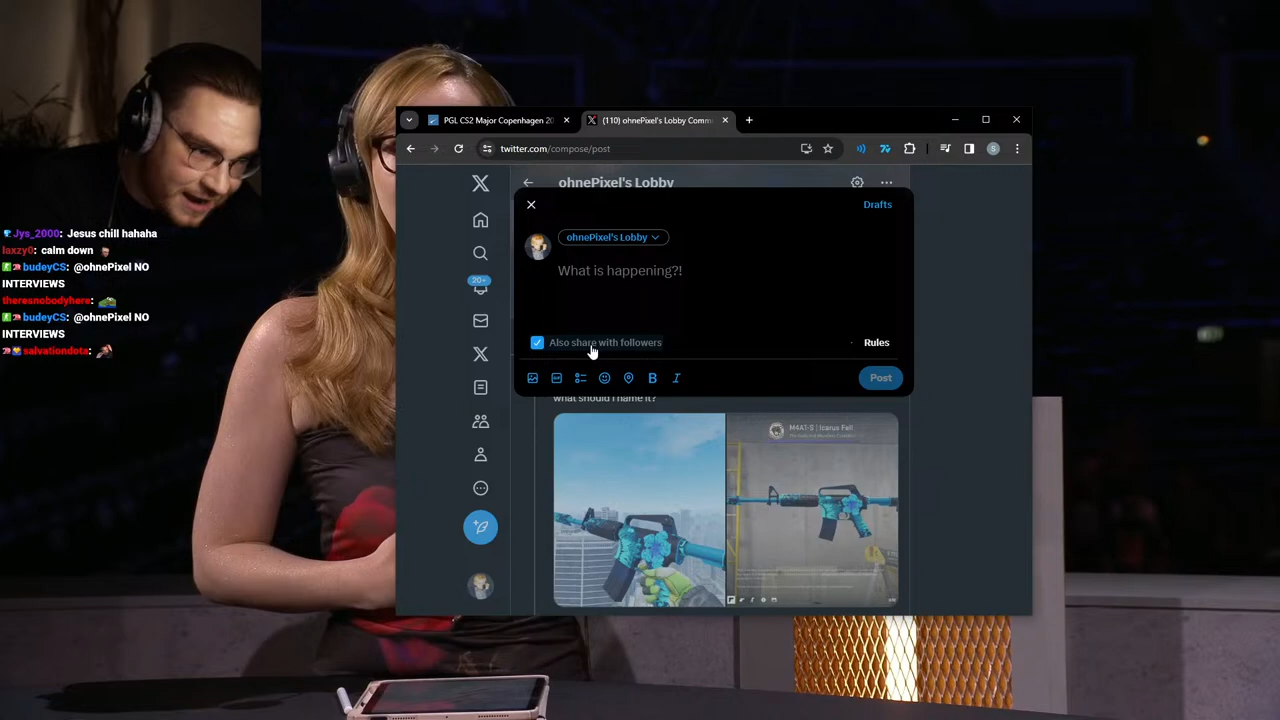 PGL CS2 Major Copenhagen 20
(110) ohnePixel's Lobby Comm
twitter.com/compose/post
S
ohnePixel's Lobby
Drafts
ohnePixel's Lobby
What is happening?!
20+
Also share with followers
Rules
B I
Post
what should I name it?
M4A1-S | Icarus Fell
Jys_2000: Jesus chill hahaha
laxzy0: calm down
budeyCS: @ohnePixel NO
INTERVIEWS
theresnobodyhere:
budeyCS: @ohnePixel NO
INTERVIEWS
salvationdota: